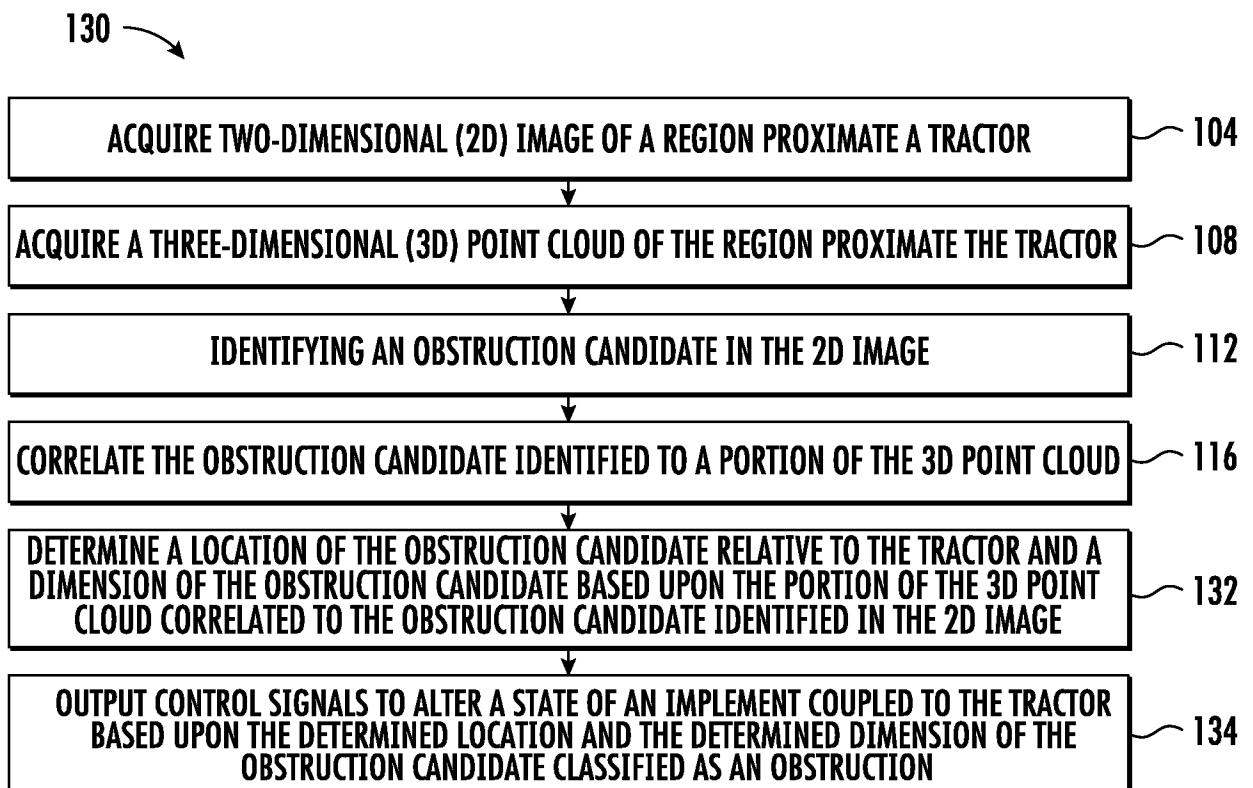 130
ACQUIRE TWO-DIMENSIONAL (2D) IMAGE OF A REGION PROXIMATE A TRACTOR
104
ACQUIRE A THREE-DIMENSIONAL (3D) POINT CLOUD OF THE REGION PROXIMATE THE TRACTOR
108
IDENTIFYING AN OBSTRUCTION CANDIDATE IN THE 2D IMAGE
112
CORRELATE THE OBSTRUCTION CANDIDATE IDENTIFIED TO A PORTION OF THE 3D POINT CLOUD
116
DETERMINE A LOCATION OF THE OBSTRUCTION CANDIDATE RELATIVE TO THE TRACTOR AND A
DIMENSION OF THE OBSTRUCTION CANDIDATE BASED UPON THE PORTION OF THE 3D POINT
CLOUD CORRELATED TO THE OBSTRUCTION CANDIDATE IDENTIFIED IN THE 2D IMAGE
132
OUTPUT CONTROL SIGNALS TO ALTER A STATE OF AN IMPLEMENT COUPLED TO THE TRACTOR
BASED UPON THE DETERMINED LOCATION AND THE DETERMINED DIMENSION OF THE
OBSTRUCTION CANDIDATE CLASSIFIED AS AN OBSTRUCTION
134